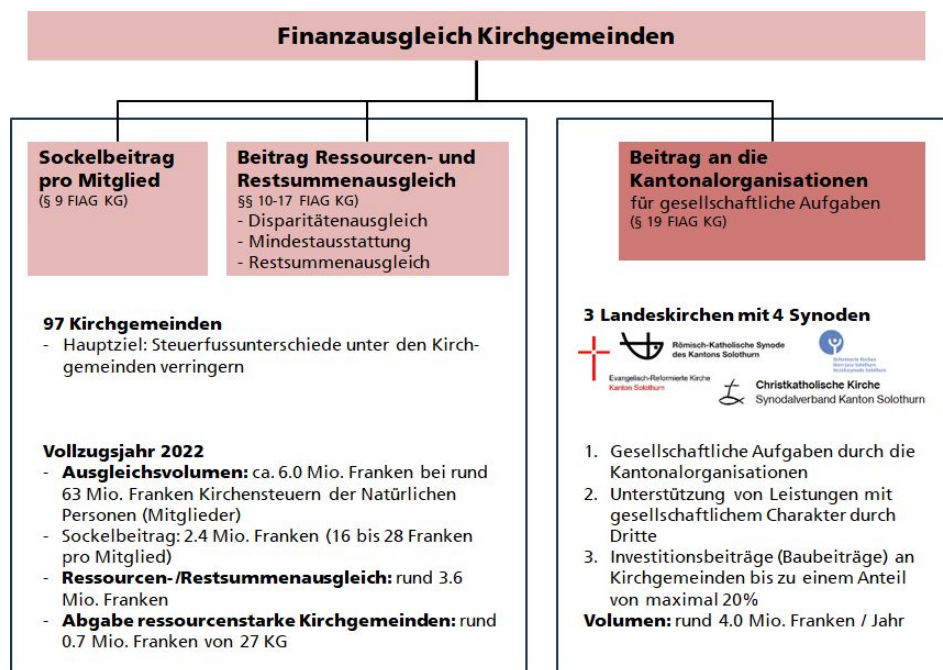 Finanzausgleich Kirchgemeinden
Sockelbeitrag
pro Mitglied
(§ 9 FIAG KG)
Beitrag Ressourcen- und
Restsummenausgleich
§§ 10-17 FIAG KG)
- Disparitätenausgleich
- Mindestausstattung
- Restsummenausgleich
Beitrag an die
Kantonalorganisationen
für gesellschaftliche Aufgaben
(§ 19 FIAG KG)
97 Kirchgemeinden
- Hauptziel: Steuerfussunterschiede unter den Kirch-
gemeinden verringern
Vollzugsjahr 2022
- Ausgleichsvolumen: ca. 6.0 Mio. Franken bei rund
63 Mio. Franken Kirchensteuern der Natürlichen
Personen (Mitglieder)
- Sockelbeitrag: 2.4 Mio. Franken (16 bis 28 Franken
pro Mitglied)
- Ressourcen-/Restsummenausgleich: rund 3.6
Mio. Franken
- Abgabe ressourcenstarke Kirchgemeinden: rund
0.7 Mio. Franken von 27 KG
3 Landeskirchen mit 4 Synoden
Römisch-Katholische Synode
des Kantons Solothurn
Evangelisch-Reformierte Kirche
Kanton Solothurn
Christkatholische Kirche
Synodalverband Kanton Solothurn
1. Gesellschaftliche Aufgaben durch die
Kantonalorganisationen
2. Unterstützung von Leistungen mit
gesellschaftlichem Charakter durch
Dritte
3. Investitionsbeiträge (Baubeiträge) an
Kirchgemeinden bis zu einem Anteil
von maximal 20%
Volumen: rund 4.0 Mio. Franken / Jahr